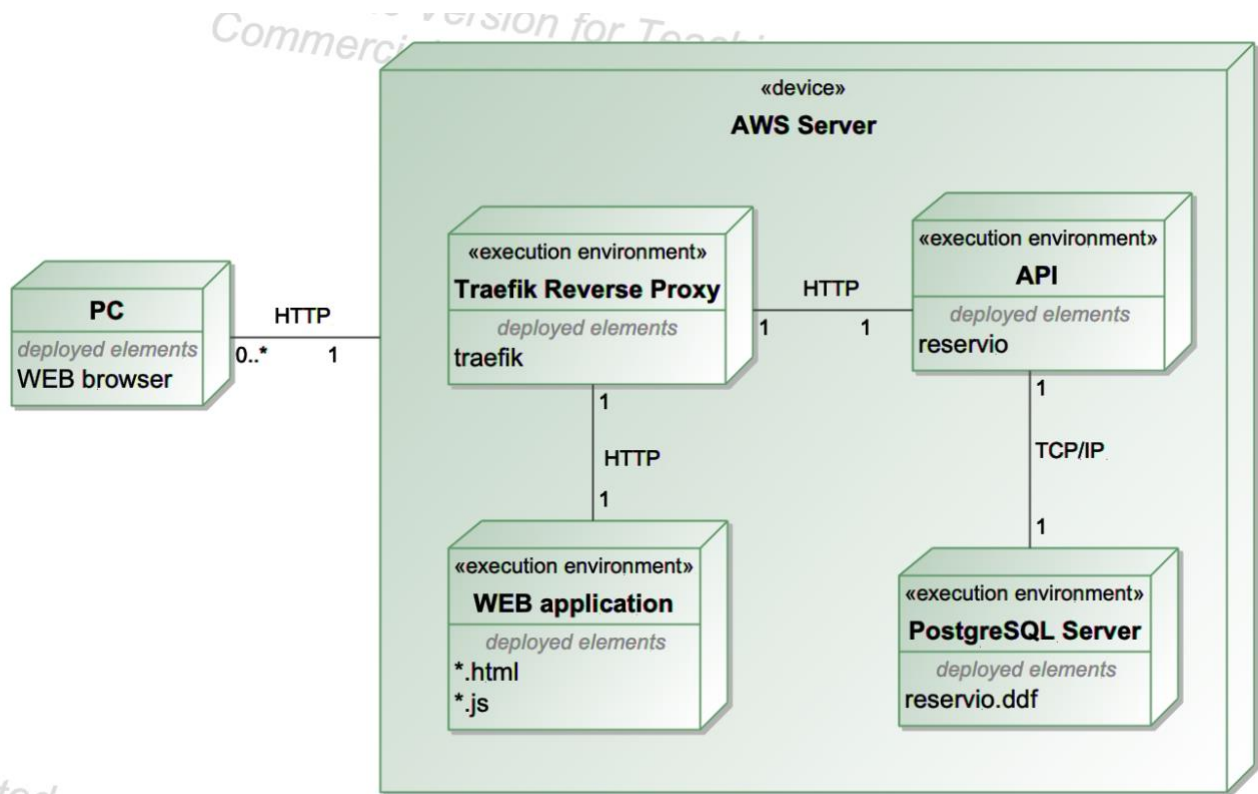 Version for Teaching
Commercial
«device»
AWS Server
«execution environment»
Traefik Reverse Proxy
deployed elements
traefik
HTTP
1
1
«execution environment»
API
deployed elements
reservio
PC
deployed elements
WEB browser
HTTP
0..*
1
1
HTTP
1
1
TCP/IP
1
«execution environment»
WEB application
deployed elements
*.html
*.js
«execution environment»
PostgreSQL Server
deployed elements
reservio.ddf